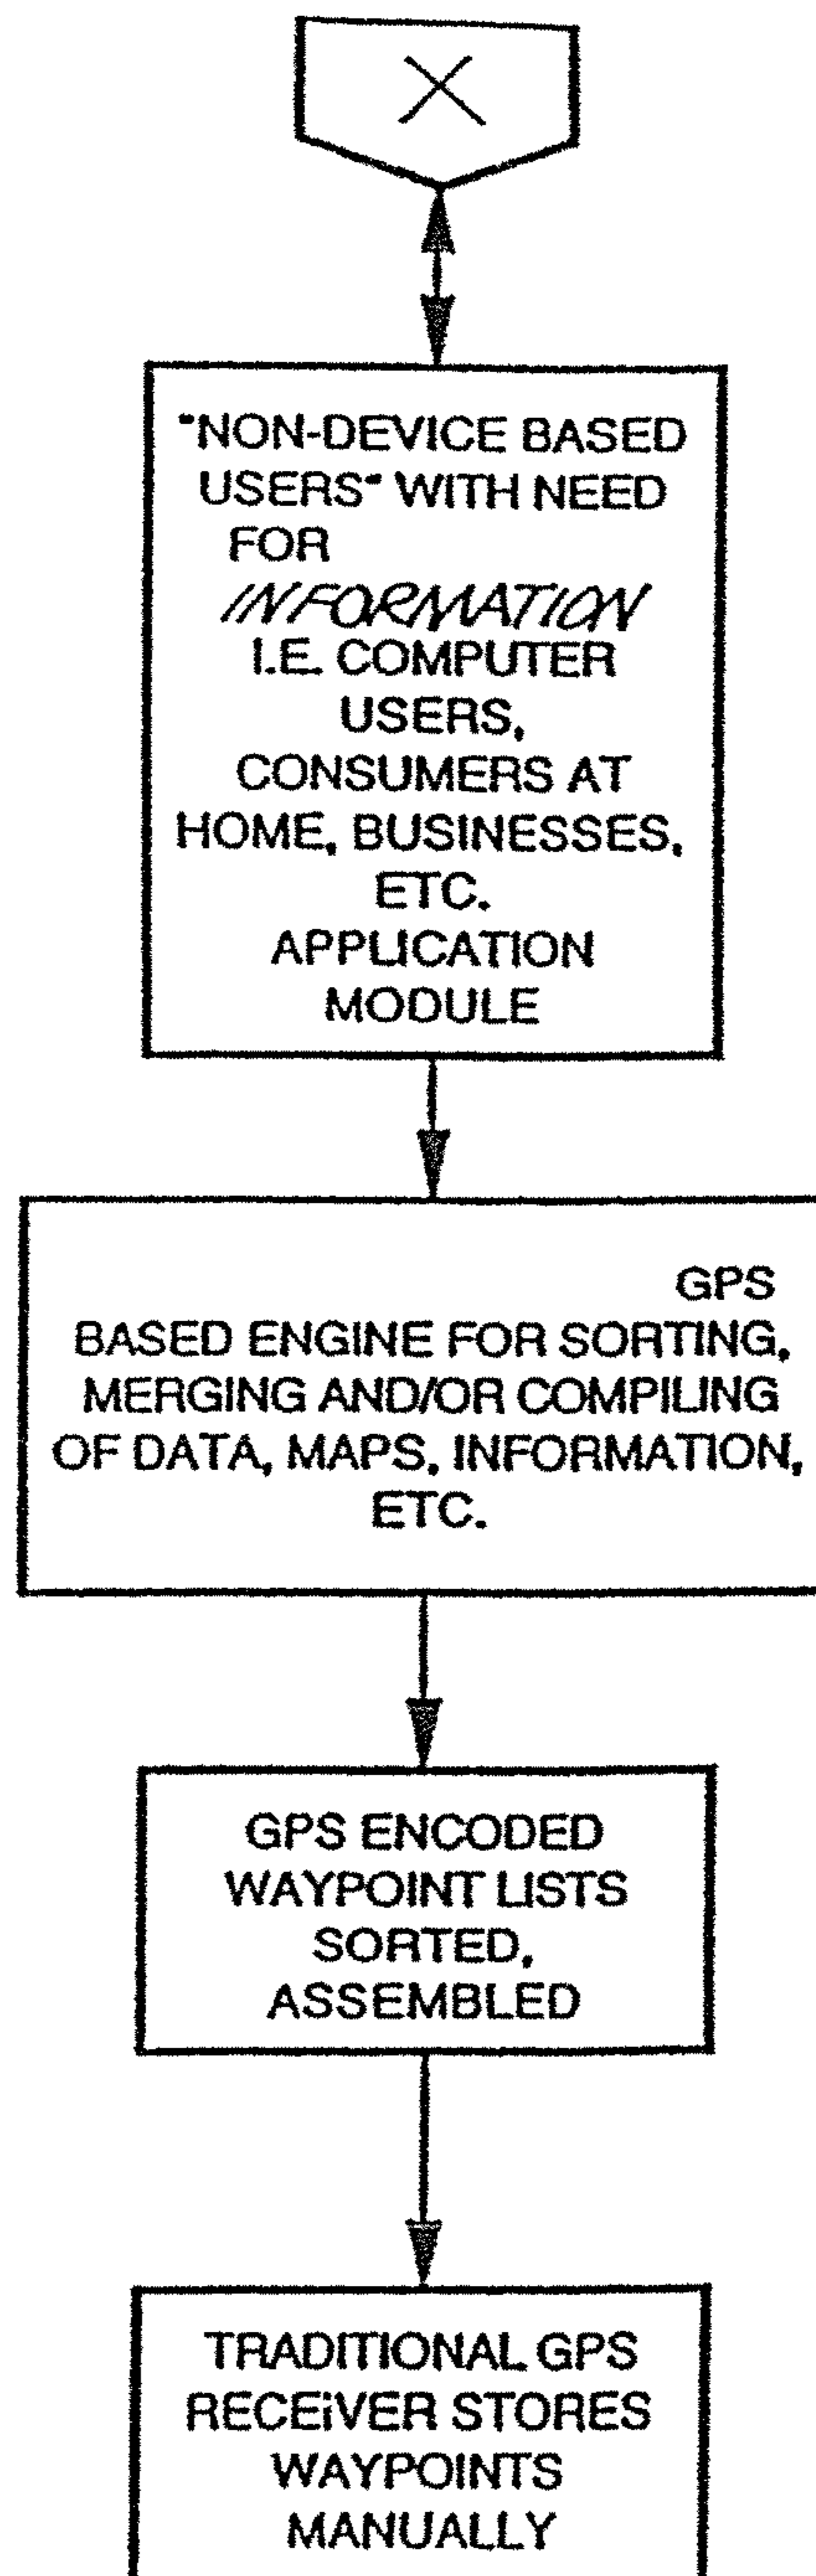 X
"NON-DEVICE BASED
USERS" WITH NEED
FOR
INFORMATION
I.E. COMPUTER
USERS,
CONSUMERS AT
HOME, BUSINESSES,
ETC.
APPLICATION
MODULE
GPS
BASED ENGINE FOR SORTING,
MERGING AND/OR COMPILING
OF DATA, MAPS, INFORMATION,
ETC.
GPS ENCODED
WAYPOINT LISTS
SORTED,
ASSEMBLED
TRADITIONAL GPS
RECEIVER STORES
WAYPOINTS
MANUALLY